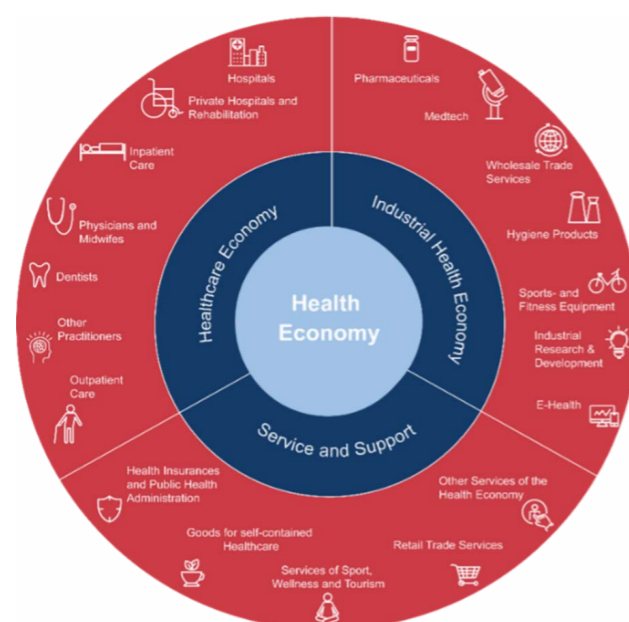 Health
Economy
Healthcare Economy
Industrial Health Economy
Service and Support
Hospitals
Private Hospitals and
Rehabilitation
Inpatient
Care
Physicians and
Midwifes
Dentists
Other
Practitioners
Outpatient
Care
Pharmaceuticals
Medtech
Wholesale Trade
Services
Hygiene Products
Sports- and
Fitness Equipment
Industrial
Research &
Development
E-Health
Health Insurances
and Public Health
Administration
Goods for self-contained
Healthcare
Services of Sport,
Wellness and Tourism
Retail Trade Services
Other Services of the
Health Economy